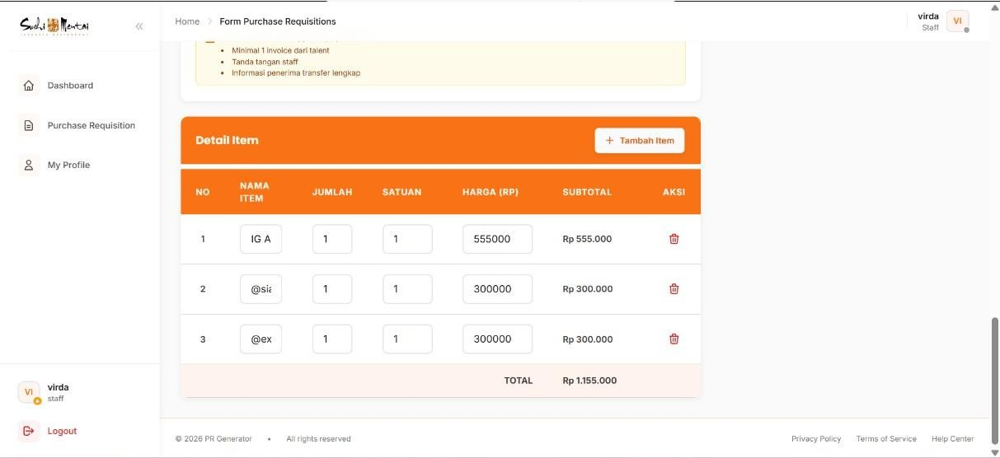 Sushi Mentai
«
Home > Form Purchase Requisitions
virda
Staff
VI
Dashboard
Purchase Requisition
My Profile
• Minimal 1 invoice dari talent
• Tanda tangan staff
• Informasi penerima transfer lengkap
Detail Item
+ Tambah Item
NO NAMA ITEM JUMLAH SATUAN HARGA (RP) SUBTOTAL AKSI
1 IG A 1 1 555000 Rp 555.000
2 @sia 1 1 300000 Rp 300.000
3 @ex 1 1 300000 Rp 300.000
TOTAL Rp 1.155.000
VI
virda
staff
Logout
© 2026 PR Generator • All rights reserved
Privacy Policy Terms of Service Help Center